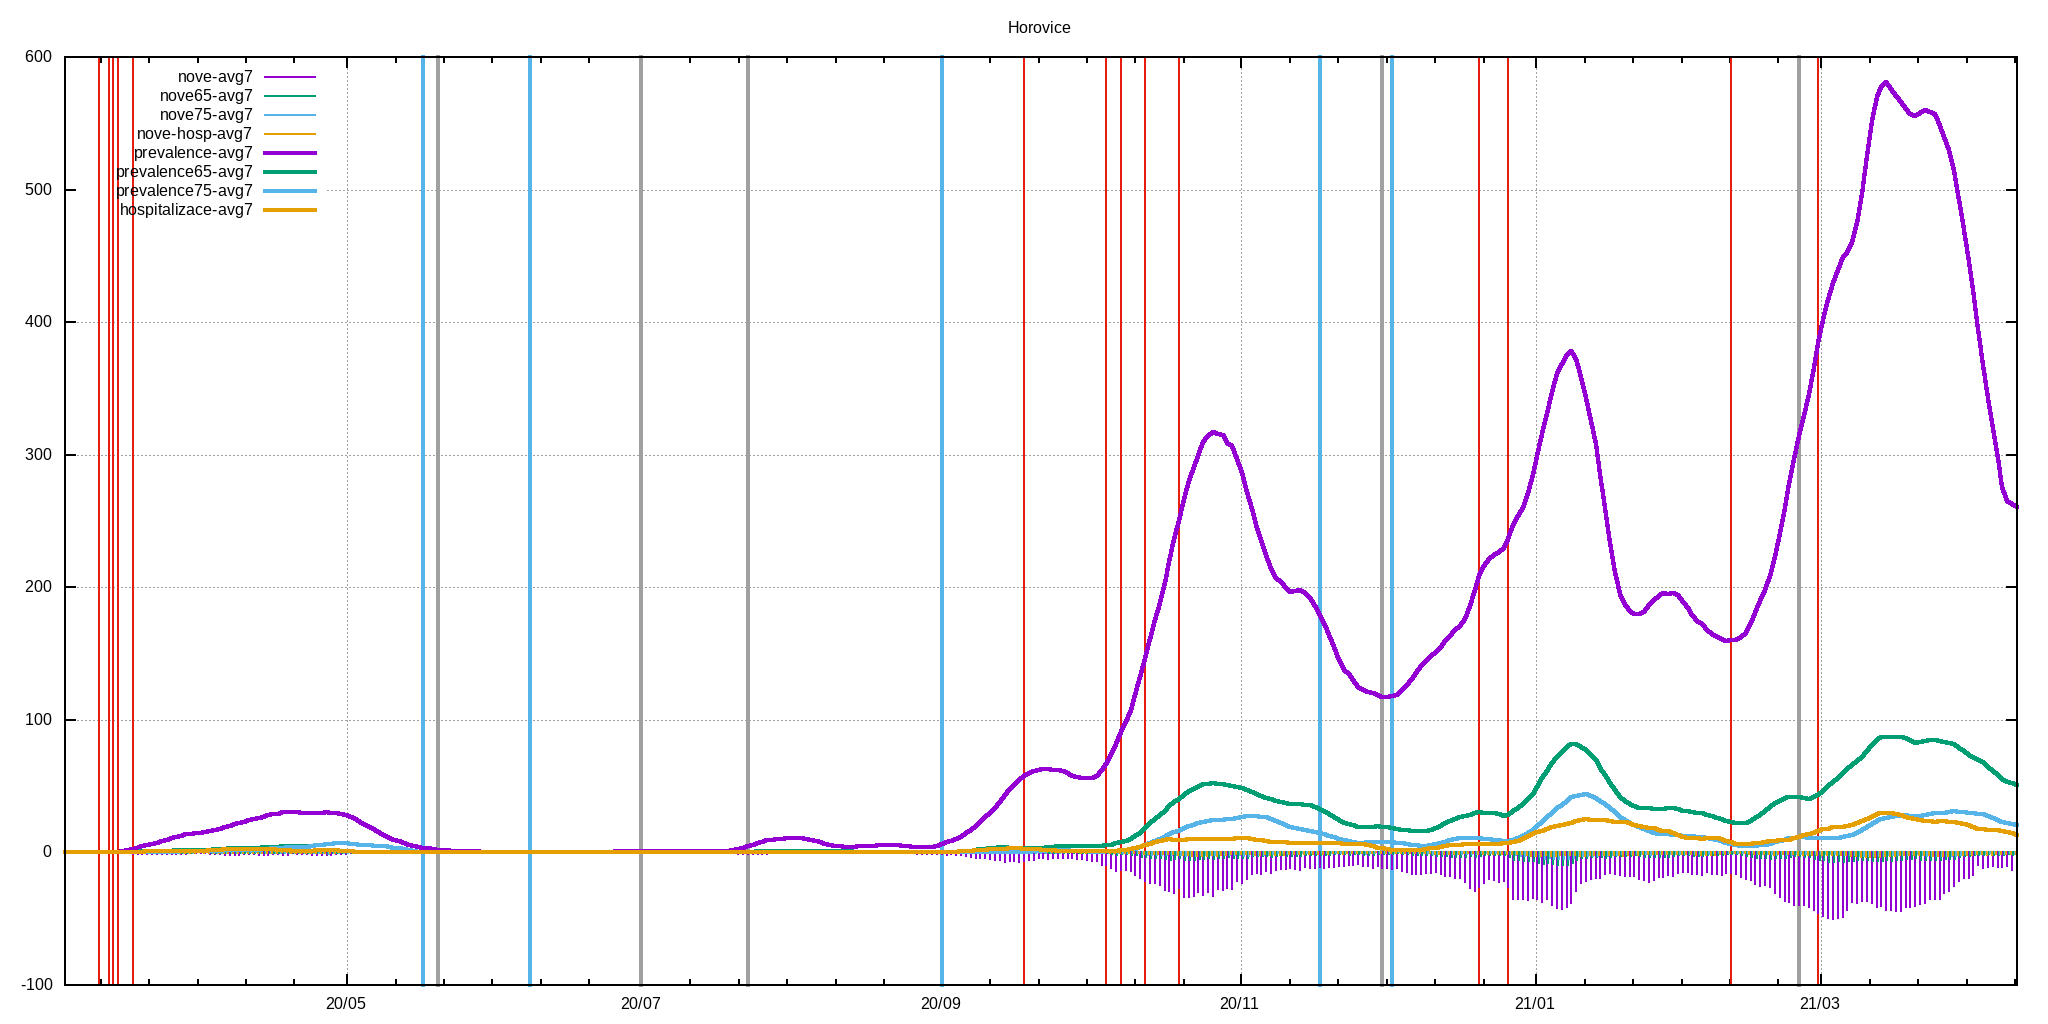 Horovice
600
500
400
300
200
100
0
-100
nove-avg7
nove65-avg7
nove75-avg7
nove-hosp-avg7
prevalence-avg7
prevalence65-avg7
prevalence75-avg7
hospitalizace-avg7
20/05 20/07 20/09 20/11 21/01 21/03